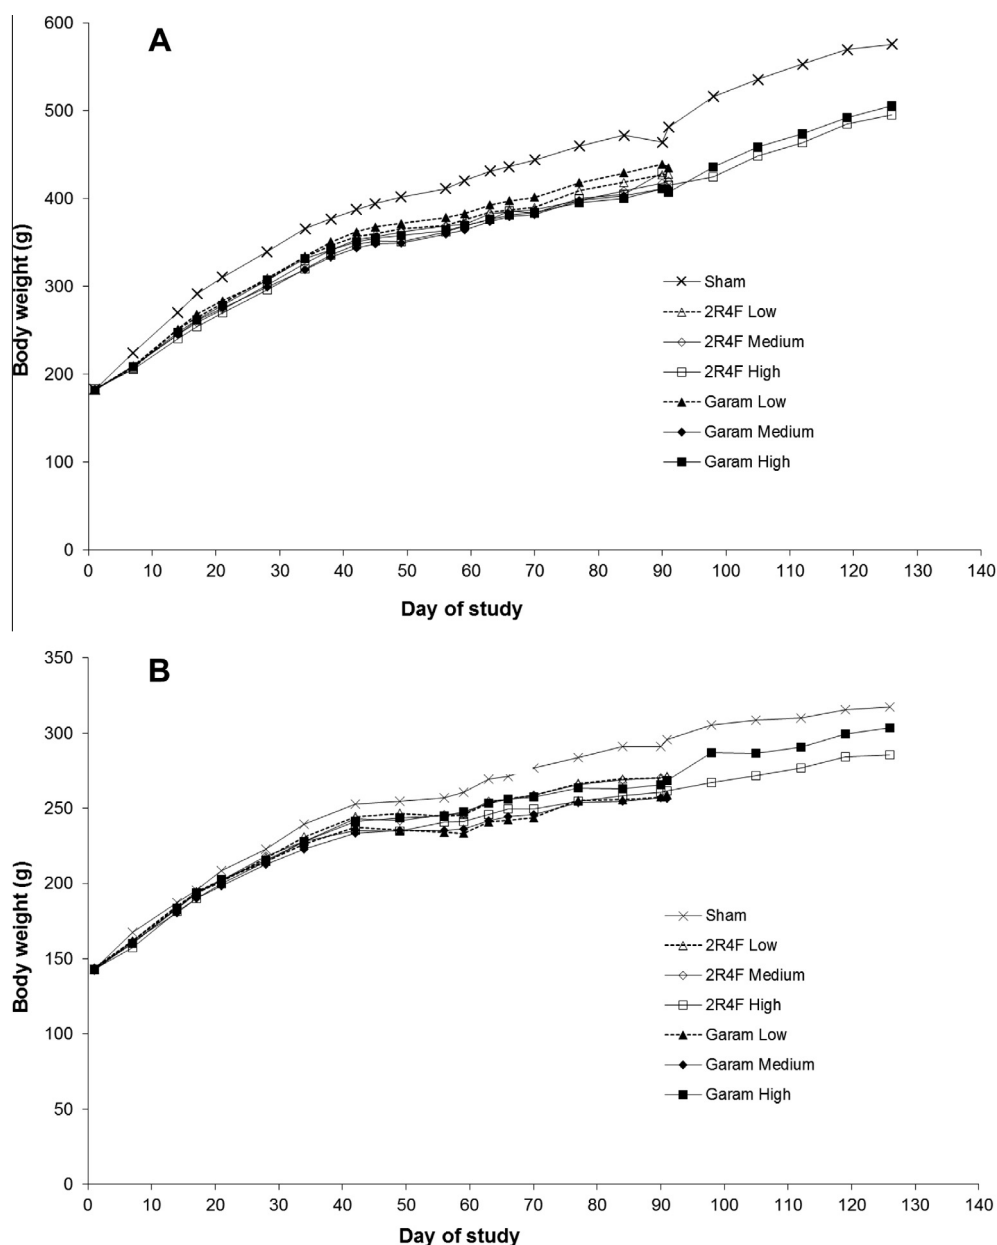 A
600
500
400
300
200
100
0
Body weight (g)
0 10 20 30 40 50 60 70 80 90 100 110 120 130 140
Day of study
Sham
2R4F Low
2R4F Medium
2R4F High
Garam Low
Garam Medium
Garam High
B
350
300
250
200
150
100
50
0
Body weight (g)
0 10 20 30 40 50 60 70 80 90 100 110 120 130 140
Day of study
Sham
2R4F Low
2R4F Medium
2R4F High
Garam Low
Garam Medium
Garam High